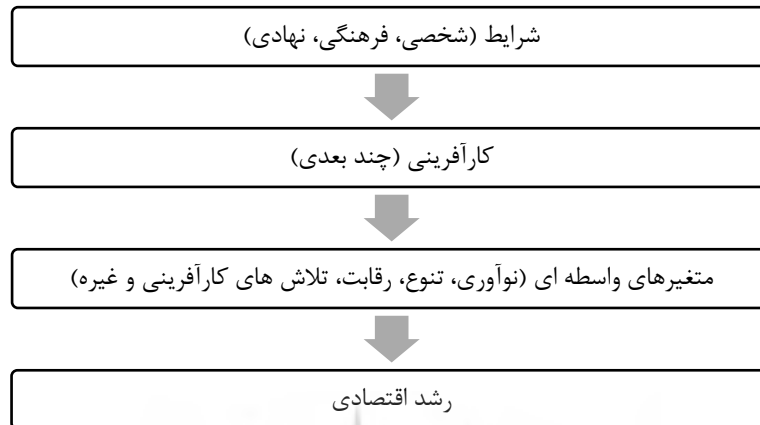 شرایط (شخصی، فرهنگی، نهادی)
کارآفرینی (چند بعدی)
متغیرهای واسطه ای (نوآوری، تنوع، رقابت، تلاش های کارآفرینی و غیره)
رشد اقتصادی